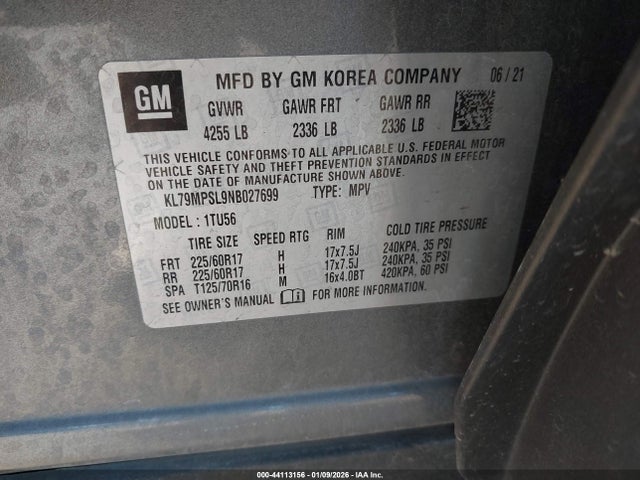 GM
MFD BY GM KOREA COMPANY 06/21
GVWR GAWR FRT GAWR RR
4255 LB 2336 LB 2336 LB
THIS VEHICLE CONFORMS TO ALL APPLICABLE U.S. FEDERAL MOTOR
VEHICLE SAFETY AND THEFT PREVENTION STANDARDS IN EFFECT
ON THE DATE OF MANUFACTURE SHOWN ABOVE.
KL79MPSL9NB027699 TYPE: MPV
MODEL: 1TU56
TIRE SIZE SPEED RTG RIM COLD TIRE PRESSURE
FRT 225/60R17 H 17x7.5J 240KPA, 35 PSI
RR 225/60R17 H 17x7.5J 240KPA, 35 PSI
SPA T125/70R16 M 16x4.0BT 420KPA, 60 PSI
SEE OWNER'S MANUAL FOR MORE INFORMATION.
000-44113156 - 01/09/2026 - IAA Inc.